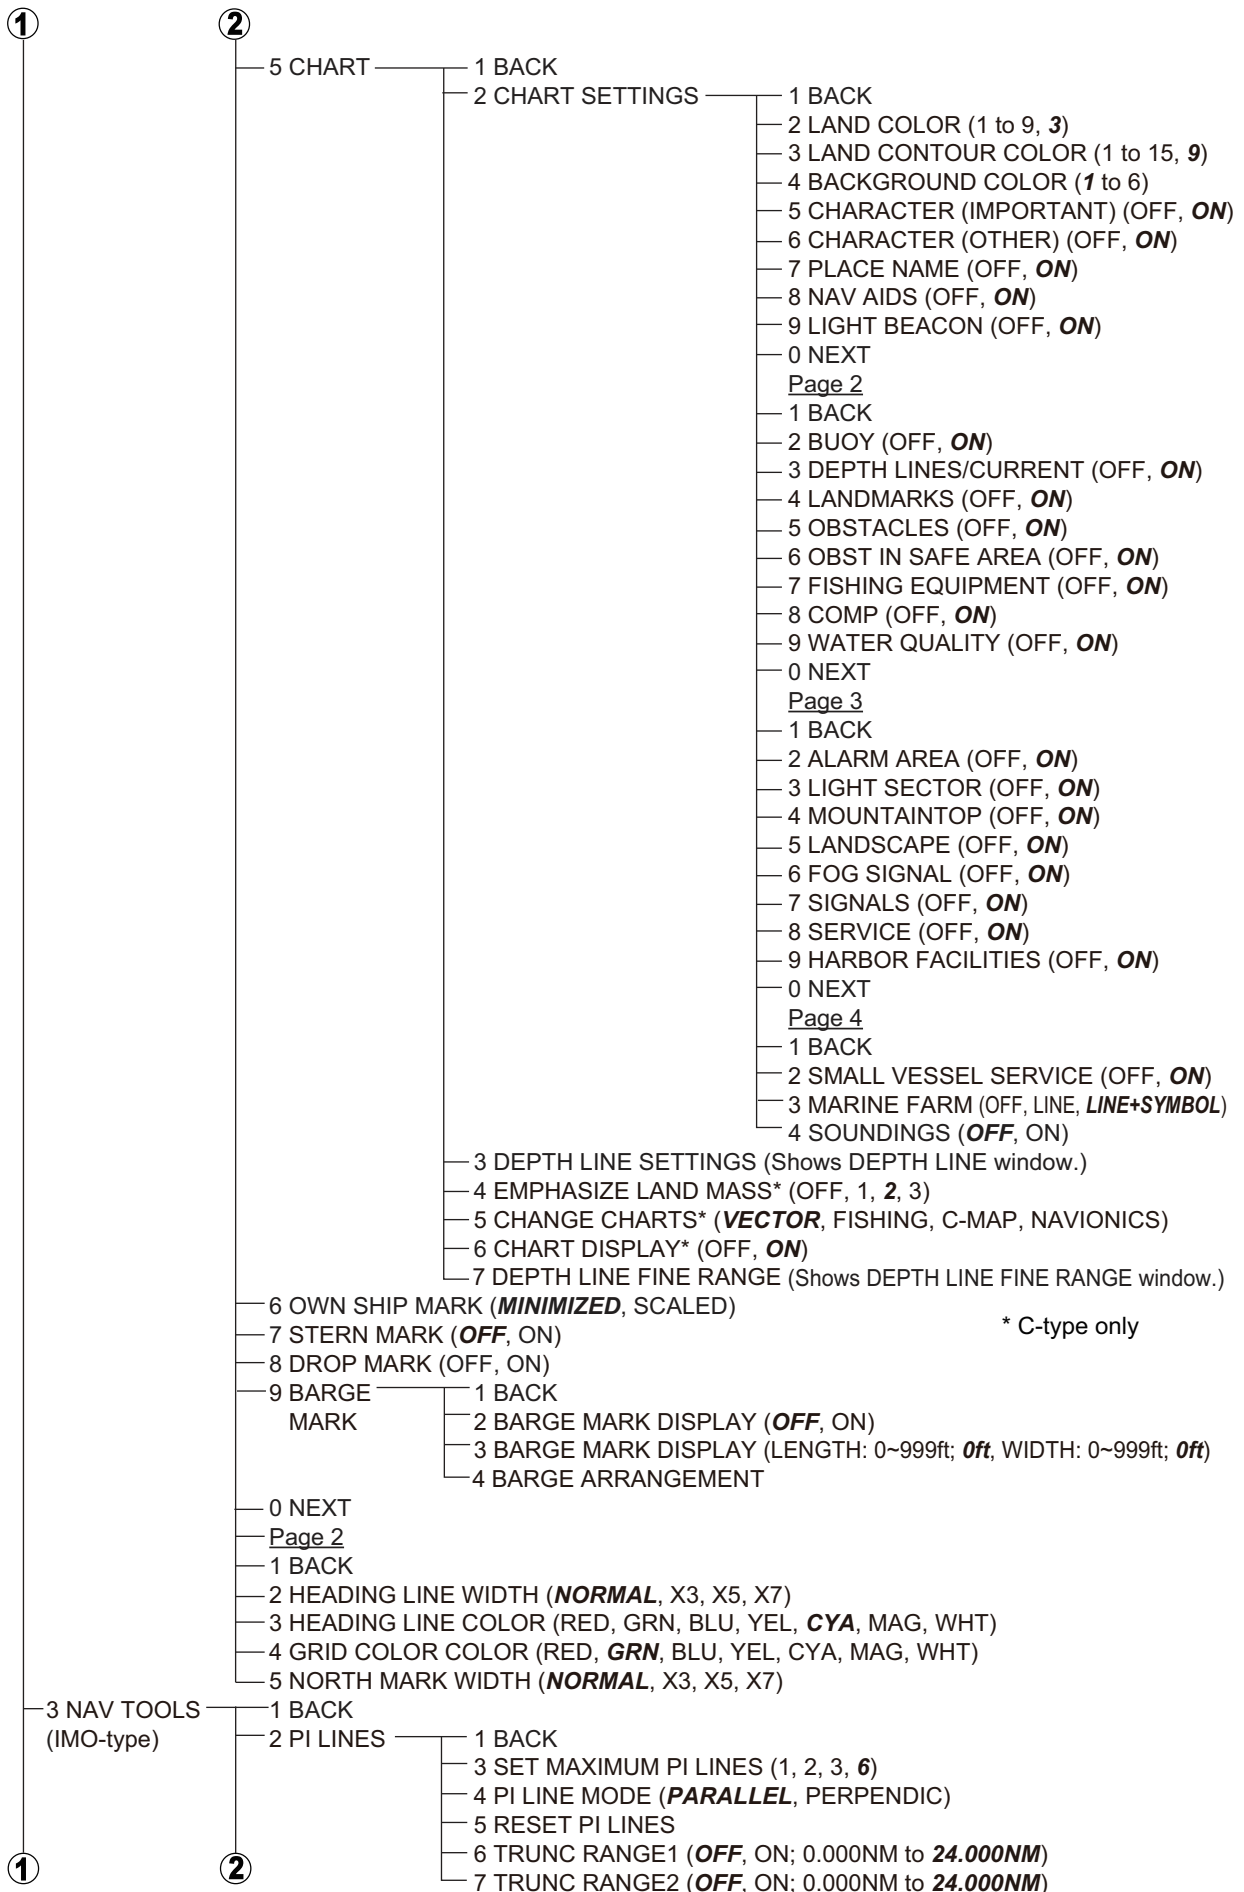 1 2
5 CHART 1 BACK
2 CHART SETTINGS 1 BACK
2 LAND COLOR (1 to 9, 3)
3 LAND CONTOUR COLOR (1 to 15, 9)
4 BACKGROUND COLOR (1 to 6)
5 CHARACTER (IMPORTANT) (OFF, ON)
6 CHARACTER (OTHER) (OFF, ON)
7 PLACE NAME (OFF, ON)
8 NAV AIDS (OFF, ON)
9 LIGHT BEACON (OFF, ON)
0 NEXT
Page 2
1 BACK
2 BUOY (OFF, ON)
3 DEPTH LINES/CURRENT (OFF, ON)
4 LANDMARKS (OFF, ON)
5 OBSTACLES (OFF, ON)
6 OBST IN SAFE AREA (OFF, ON)
7 FISHING EQUIPMENT (OFF, ON)
8 COMP (OFF, ON)
9 WATER QUALITY (OFF, ON)
0 NEXT
Page 3
1 BACK
2 ALARM AREA (OFF, ON)
3 LIGHT SECTOR (OFF, ON)
4 MOUNTAINTOP (OFF, ON)
5 LANDSCAPE (OFF, ON)
6 FOG SIGNAL (OFF, ON)
7 SIGNALS (OFF, ON)
8 SERVICE (OFF, ON)
9 HARBOR FACILITIES (OFF, ON)
0 NEXT
Page 4
1 BACK
2 SMALL VESSEL SERVICE (OFF, ON)
3 MARINE FARM (OFF, LINE, LINE+SYMBOL)
4 SOUNDINGS (OFF, ON)
3 DEPTH LINE SETTINGS (Shows DEPTH LINE window.)
4 EMPHASIZE LAND MASS* (OFF, 1, 2, 3)
5 CHANGE CHARTS* (VECTOR, FISHING, C-MAP, NAVIONICS)
6 CHART DISPLAY* (OFF, ON)
7 DEPTH LINE FINE RANGE (Shows DEPTH LINE FINE RANGE window.)
6 OWN SHIP MARK (MINIMIZED, SCALED)
* C-type only
7 STERN MARK (OFF, ON)
8 DROP MARK (OFF, ON)
9 BARGE 1 BACK
MARK 2 BARGE MARK DISPLAY (OFF, ON)
3 BARGE MARK DISPLAY (LENGTH: 0~999ft; 0ft, WIDTH: 0~999ft; 0ft)
4 BARGE ARRANGEMENT
0 NEXT
Page 2
1 BACK
2 HEADING LINE WIDTH (NORMAL, X3, X5, X7)
3 HEADING LINE COLOR (RED, GRN, BLU, YEL, CYA, MAG, WHT)
4 GRID COLOR COLOR (RED, GRN, BLU, YEL, CYA, MAG, WHT)
5 NORTH MARK WIDTH (NORMAL, X3, X5, X7)
3 NAV TOOLS 1 BACK
(IMO-type) 2 PI LINES 1 BACK
3 SET MAXIMUM PI LINES (1, 2, 3, 6)
4 PI LINE MODE (PARALLEL, PERPENDIC)
5 RESET PI LINES
6 TRUNC RANGE1 (OFF, ON; 0.000NM to 24.000NM)
7 TRUNC RANGE2 (OFF, ON; 0.000NM to 24.000NM)
1 2